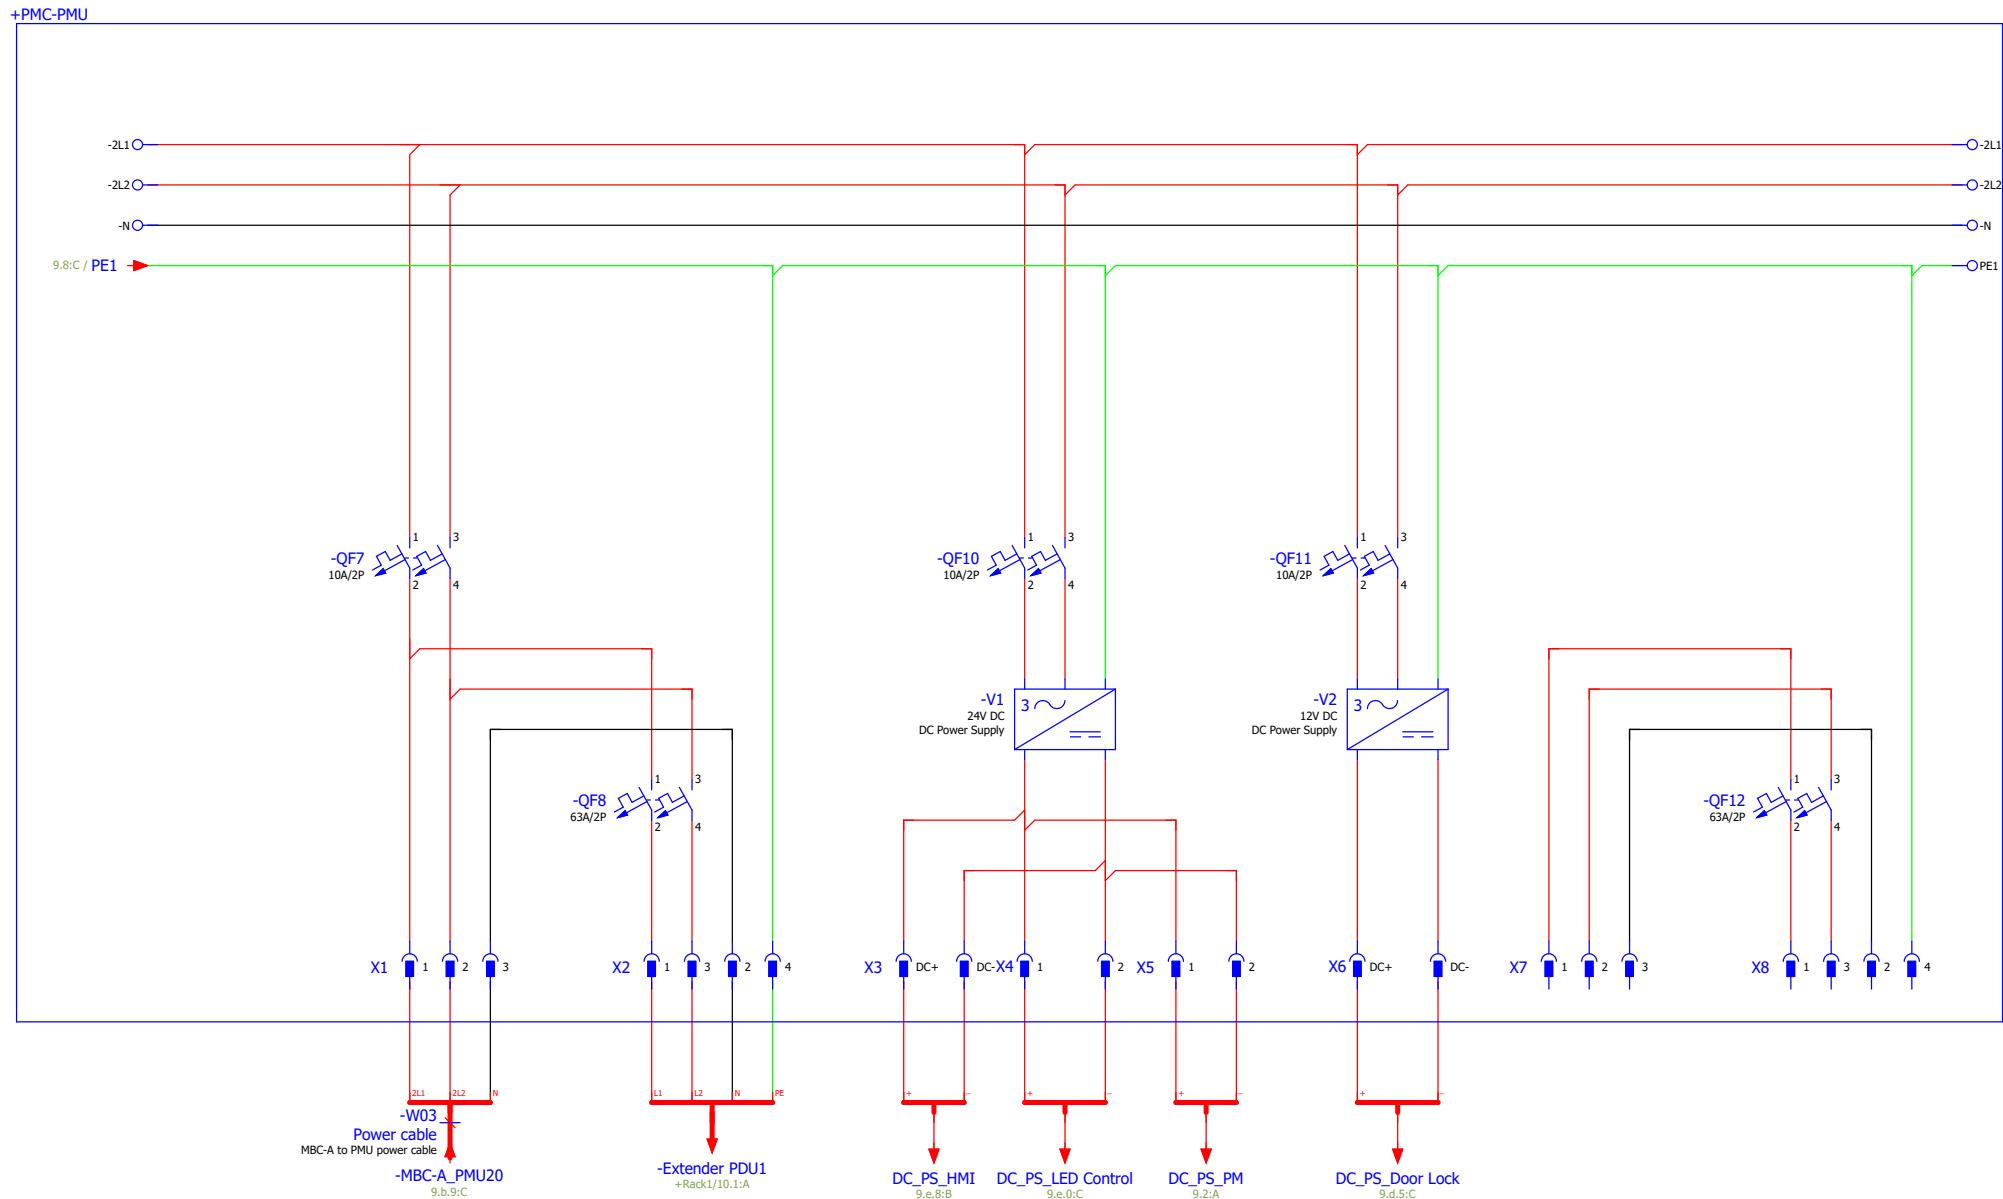 +PMC-PMU
-2L1 -2L1
-2L2 -2L2
-N -N
9.8:C / PE1 PE1
1 3 1 3 1 3
-QF7 -QF10 -QF11
10A/2P 10A/2P 10A/2P
2 4 2 4 2 4
-V1 3 -V2 3
24V DC 12V DC
DC Power Supply DC Power Supply
1 3 1 3
-QF8 -QF12
63A/2P 63A/2P
2 4 2 4
X1 1 2 3 X2 1 3 2 4 X3 DC+ DC- X4 1 2 X5 1 2 X6 DC+ DC- X7 1 2 3 X8 1 3 2 4
2L1 2L2 N L1 L2 N PE + - + - + - + -
-W03
Power cable
MBC-A to PMU power cable
-MBC-A_PMU20
9.b.9:C
-Extender PDU1
+Rack1/10.1:A
DC_PS_HMI
9.e.8:B
DC_PS_LED Control
9.e.0:C
DC_PS_PM
9.2:A
DC_PS_Door Lock
9.d.5:C